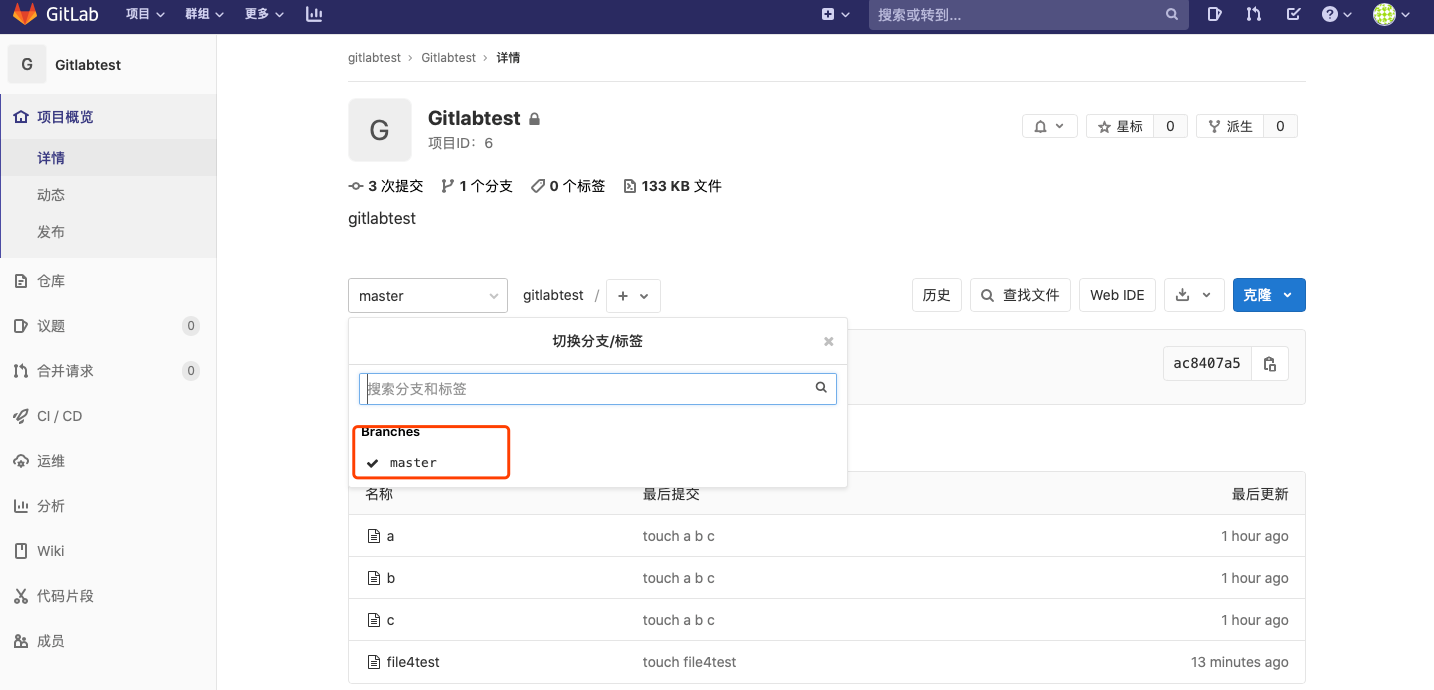 GitLab 项目 群组 更多 搜索或转到...
G Gitlabtest
项目概览
详情
动态
发布
仓库
议题 0
合并请求 0
CI / CD
运维
分析
Wiki
代码片段
成员
gitlabtest › Gitlabtest › 详情
G
Gitlabtest
项目ID: 6
星标 0 派生 0
3 次提交 1 个分支 0 个标签 133 KB 文件
gitlabtest
master gitlabtest / + 历史 查找文件 Web IDE 克隆
切换分支/标签
搜索分支和标签
Branches
master
ac8407a5
名称 最后提交 最后更新
a touch a b c 1 hour ago
b touch a b c 1 hour ago
c touch a b c 1 hour ago
file4test touch file4test 13 minutes ago